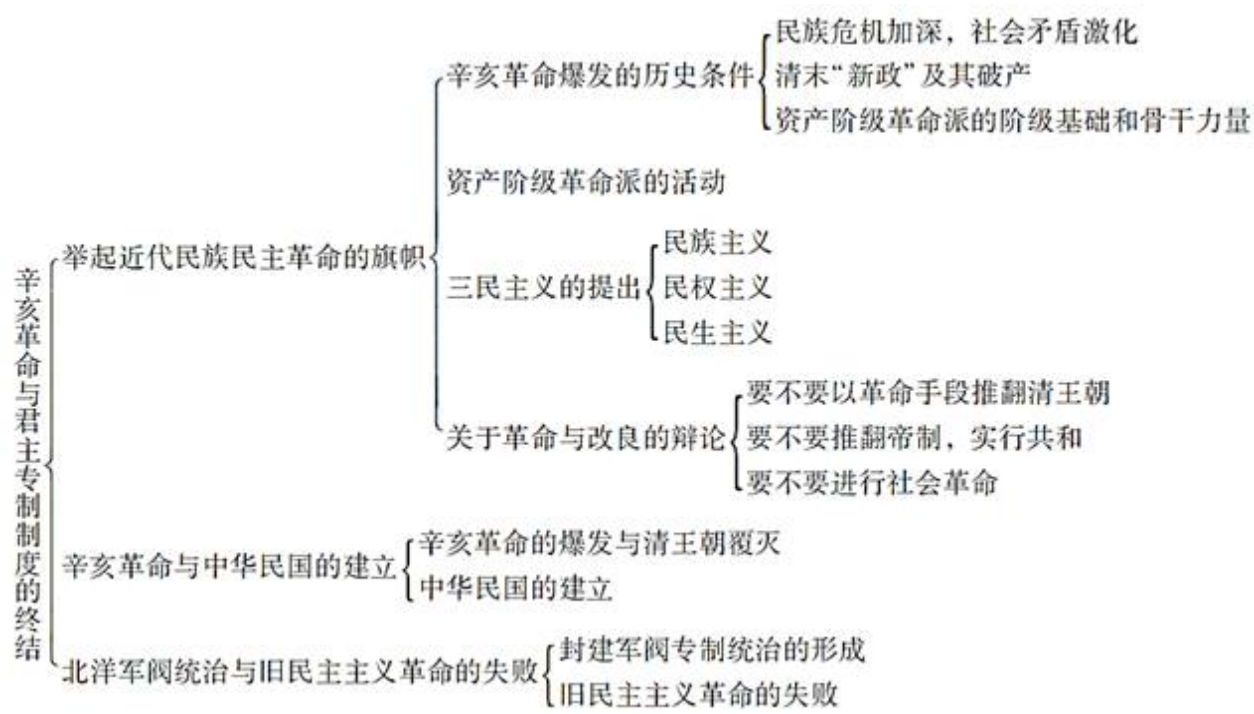 辛亥革命与君主专制制度的终结
举起近代民族民主革命的旗帜
辛亥革命爆发的历史条件
民族危机加深，社会矛盾激化
清末“新政”及其破产
资产阶级革命派的阶级基础和骨干力量
资产阶级革命派的活动
三民主义的提出
民族主义
民权主义
民生主义
关于革命与改良的辩论
要不要以革命手段推翻清王朝
要不要推翻帝制，实行共和
要不要进行社会革命
辛亥革命与中华民国的建立
辛亥革命的爆发与清王朝覆灭
中华民国的建立
北洋军阀统治与旧民主主义革命的失败
封建军阀专制统治的形成
旧民主主义革命的失败